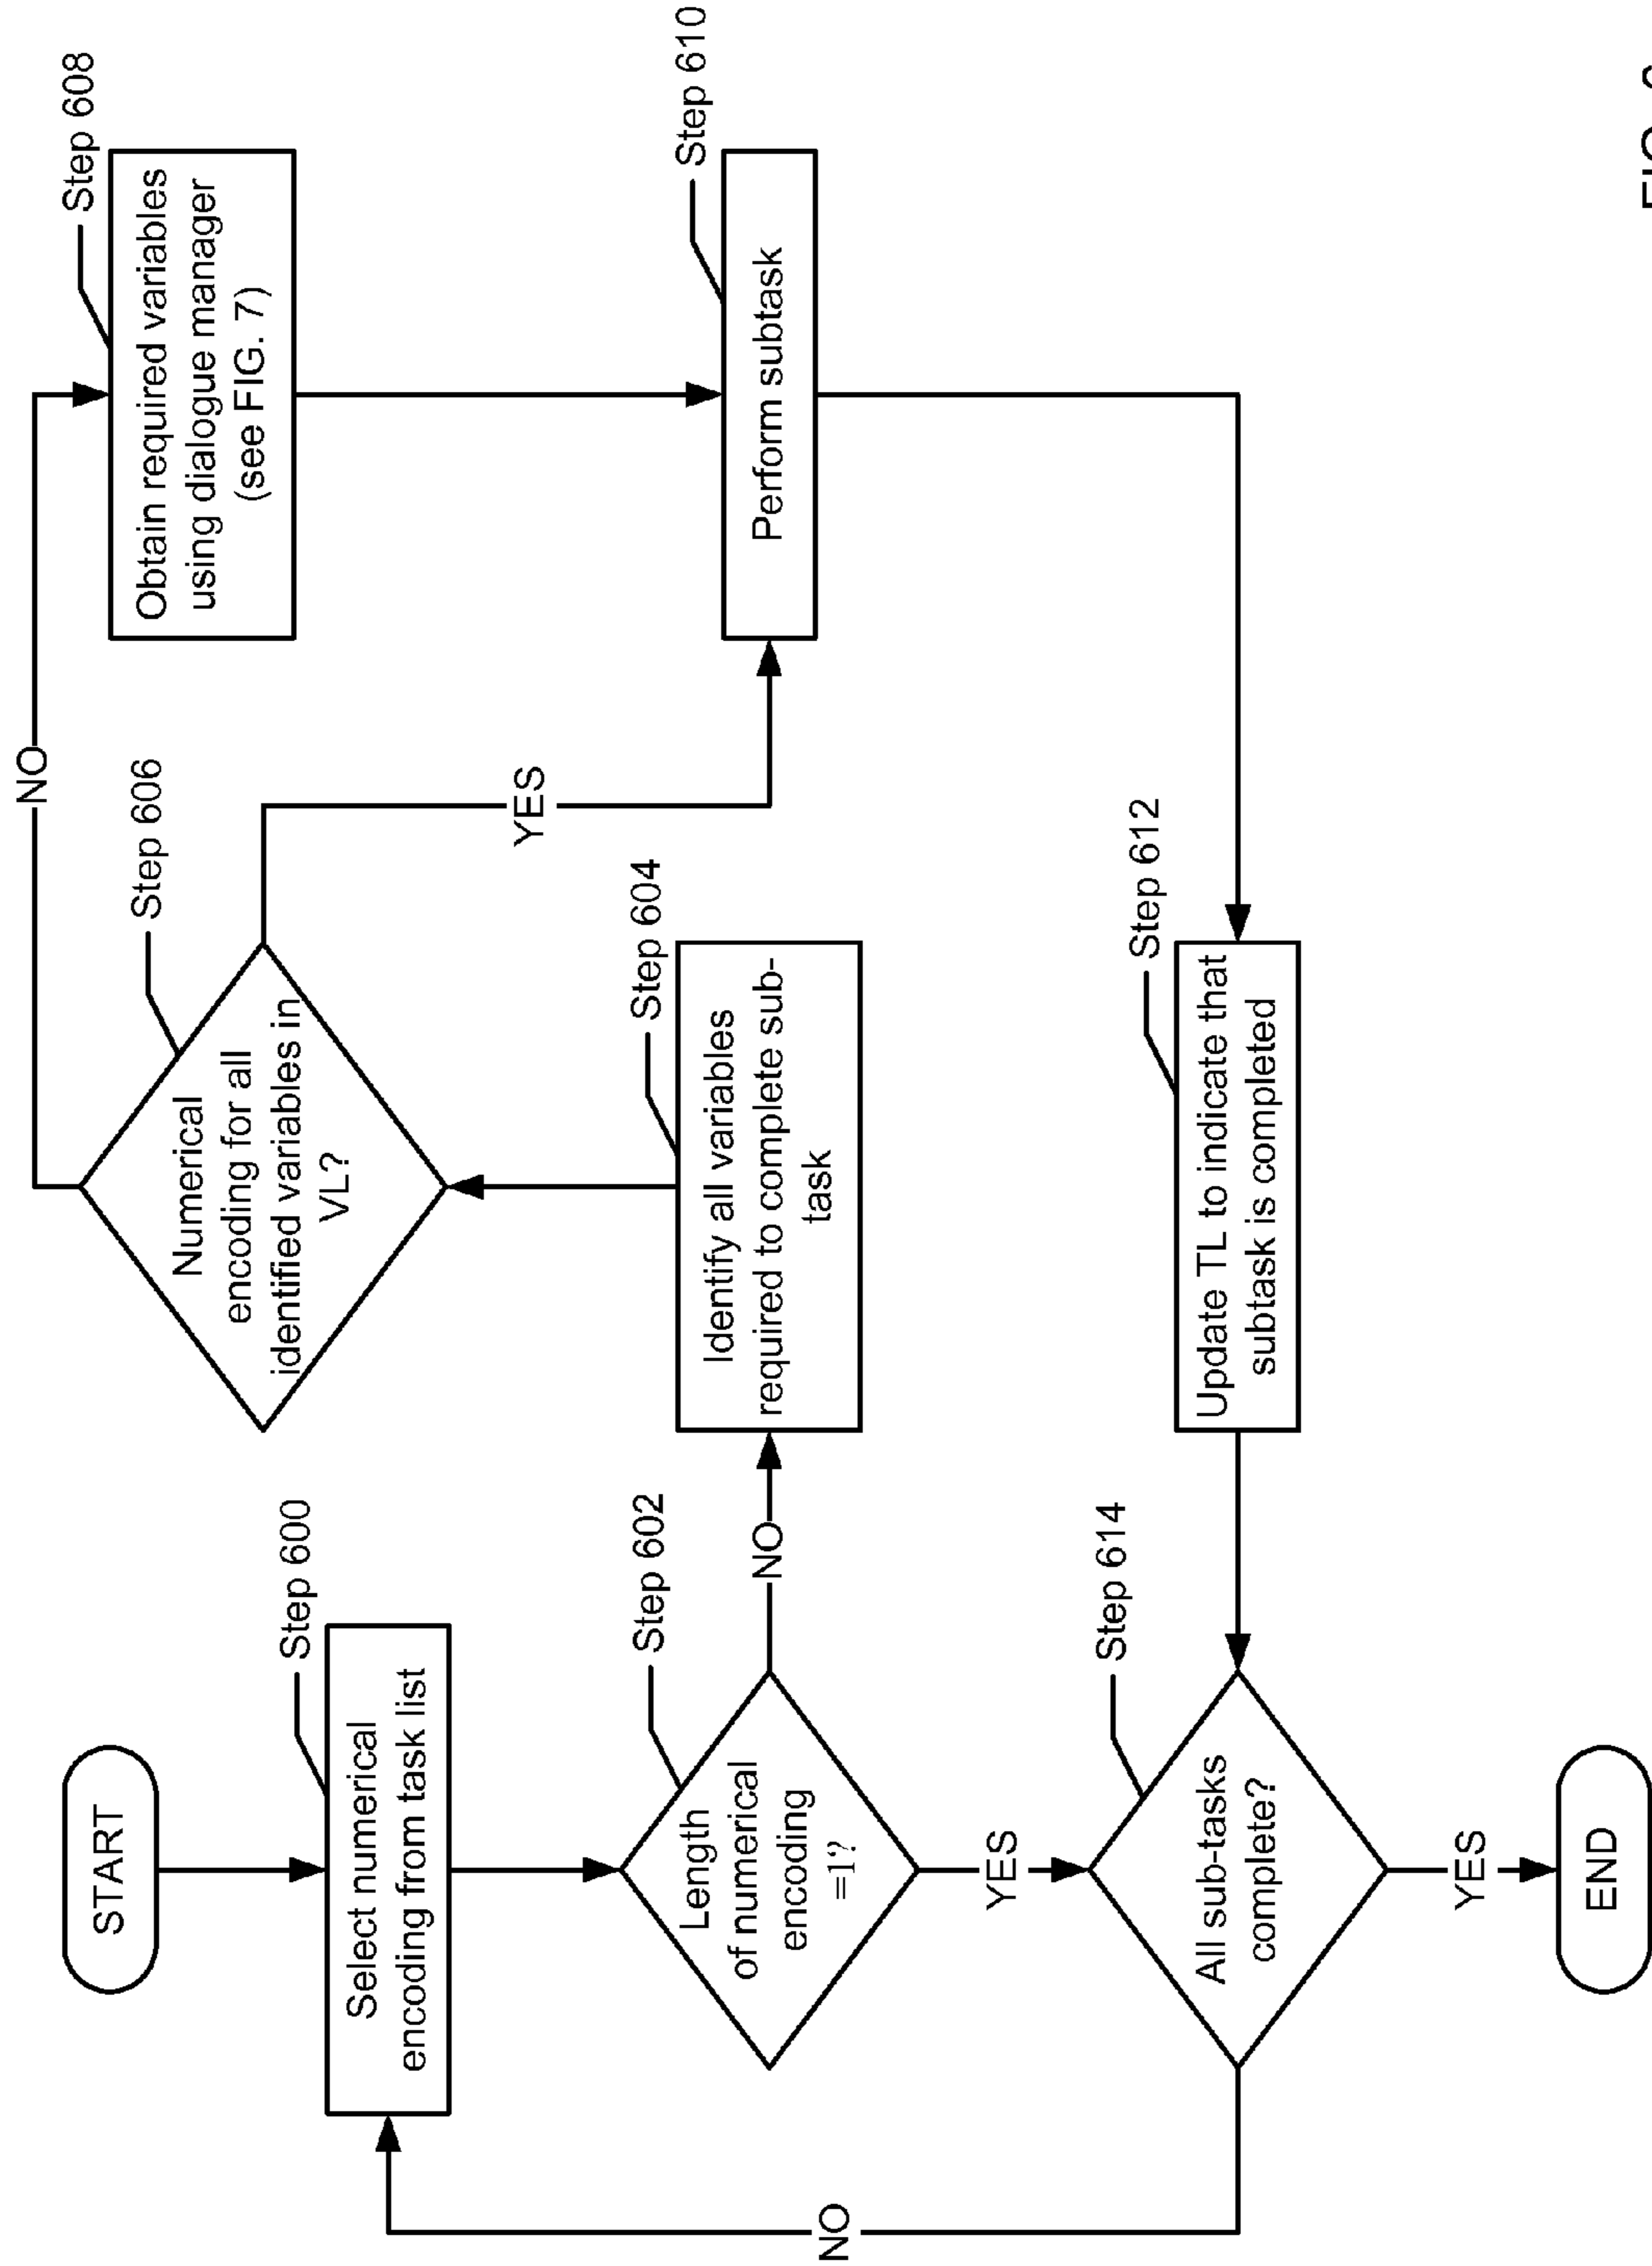 START
Step 600
Select numerical
encoding from task list
Step 602
Length
of numerical
encoding
=1?
NO
YES
Step 604
Identify all variables
required to complete sub-
task
Step 606
Numerical
encoding for all
identified variables in
VL?
NO
YES
Step 608
Obtain required variables
using dialogue manager
(see FIG. 7)
Step 610
Perform subtask
Step 612
Update TL to indicate that
subtask is completed
Step 614
All sub-tasks
complete?
NO
YES
END
FIG.